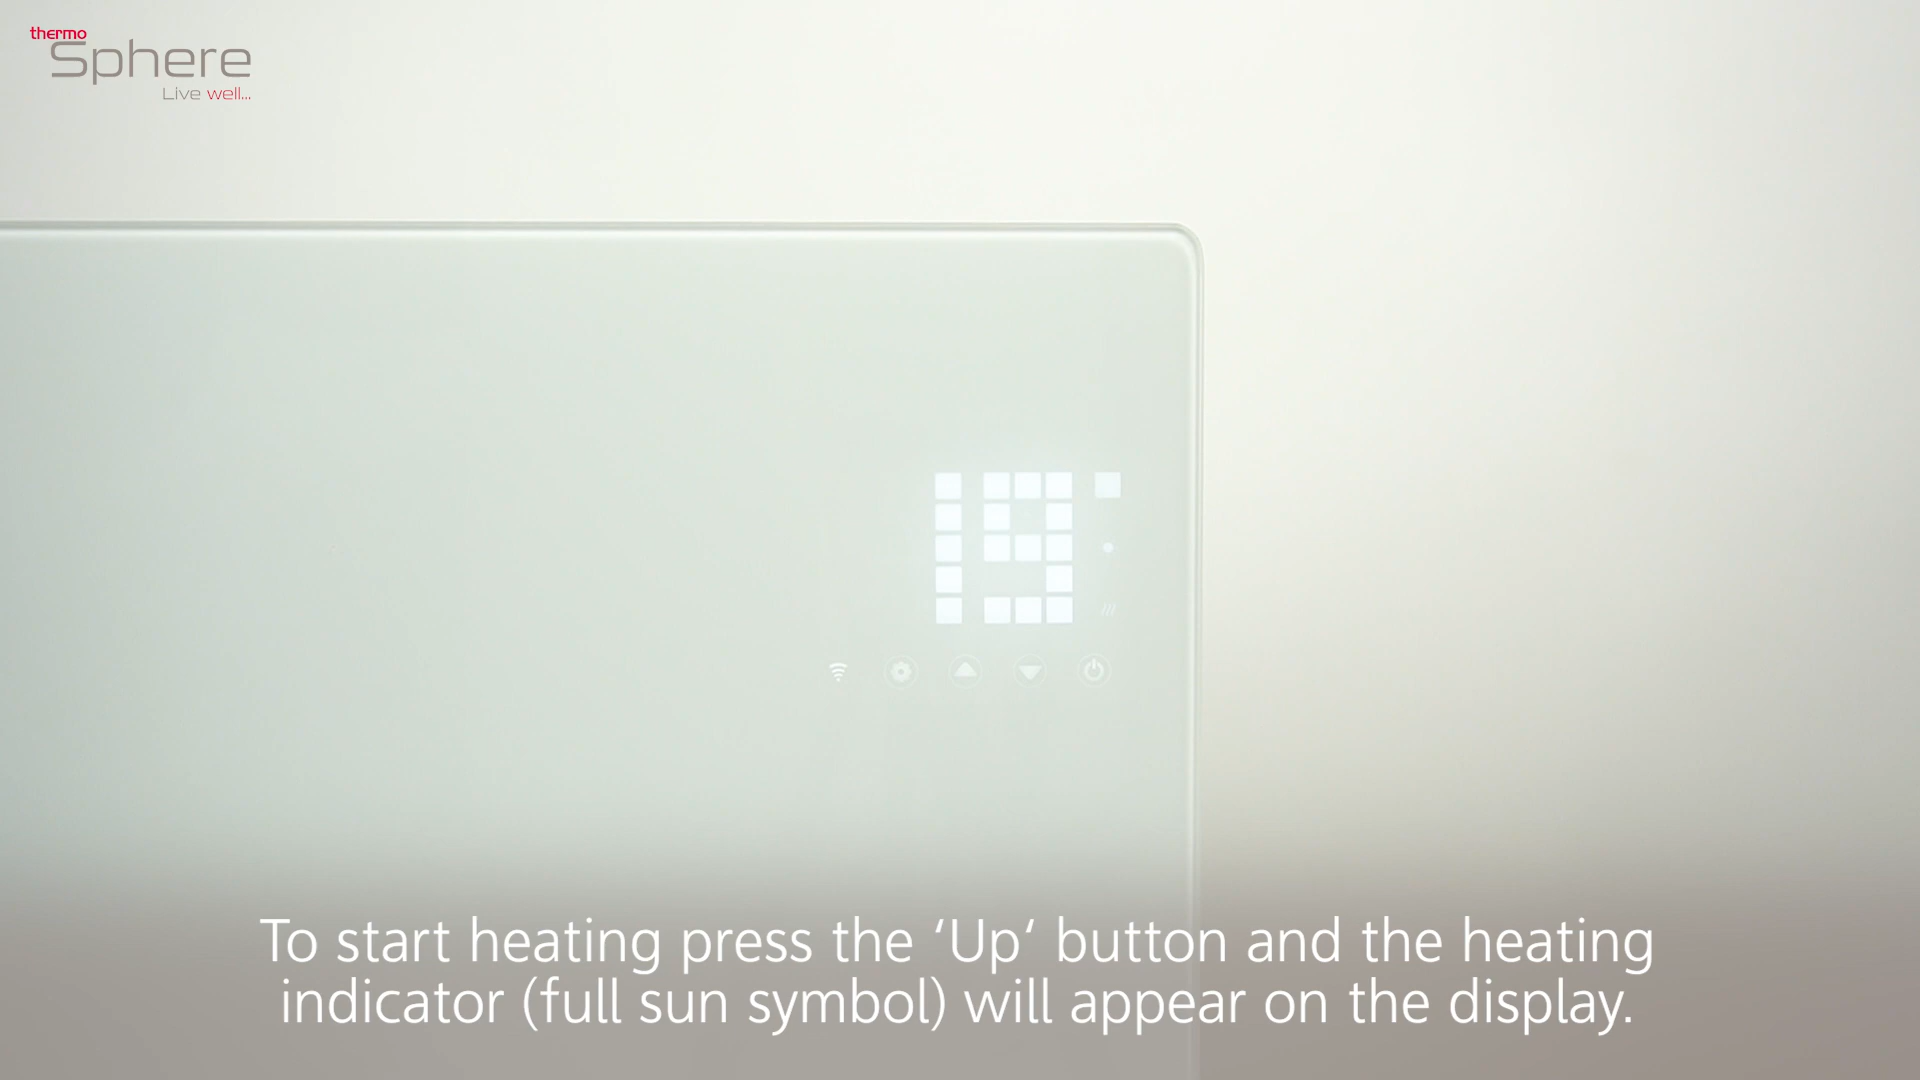 thermo
Sphere
Live well...
19°
To start heating press the ‘Up‘ button and the heating
indicator (full sun symbol) will appear on the display.